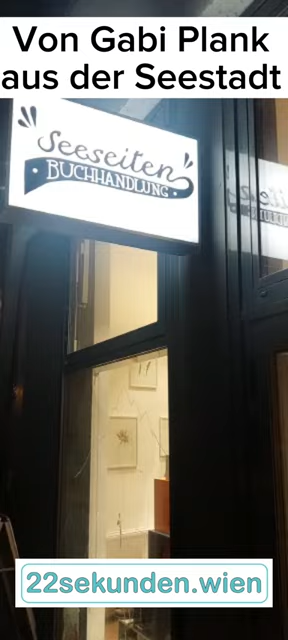 Von Gabi Plank
aus der Seestadt
Seeseiten
BUCHHANDLUNG
22sekunden.wien